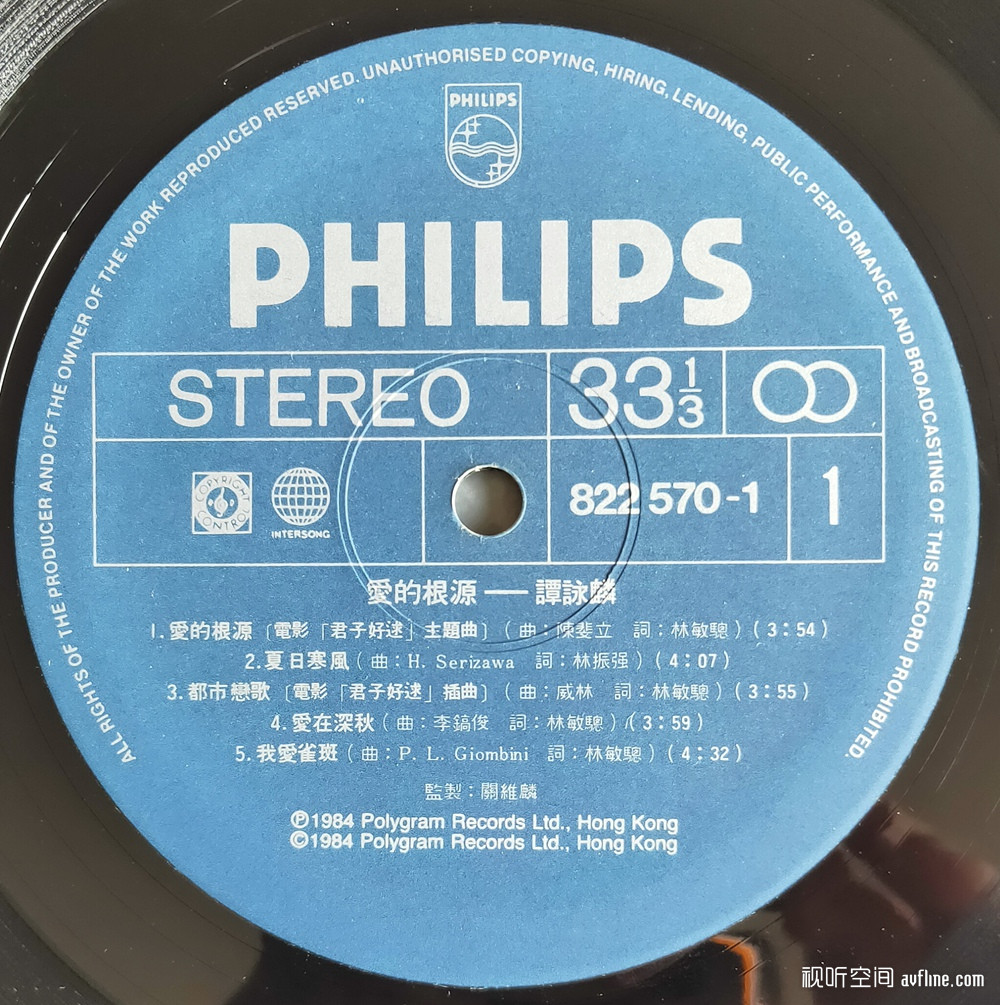 ALL RIGHTS OF THE PRODUCER AND OF THE OWNER OF THE WORK REPRODUCED RESERVED. UNAUTHORISED COPYING, HIRING, LENDING, PUBLIC PERFORMANCE AND BROADCASTING OF THIS RECORD PROHIBITED.
PHILIPS
PHILIPS
STEREO
33 1/3
COPYRIGHT CONTROL
INTERSONG
822 570-1
1
愛的根源 — 譚詠麟
1. 愛的根源〔電影「君子好逑」主題曲〕(曲：陳斐立 詞：林敏驄)(3:54)
2. 夏日寒風(曲：H. Serizawa 詞：林振强)(4:07)
3. 都市戀歌〔電影「君子好逑」插曲〕(曲：威林 詞：林敏驄)(3:55)
4. 愛在深秋(曲：李鎬俊 詞：林敏驄)(3:59)
5. 我愛雀斑(曲：P. L. Giombini 詞：林敏驄)(4:32)
監製：關維麟
Ⓟ1984 Polygram Records Ltd., Hong Kong
©1984 Polygram Records Ltd., Hong Kong
视听空间 avfline.com